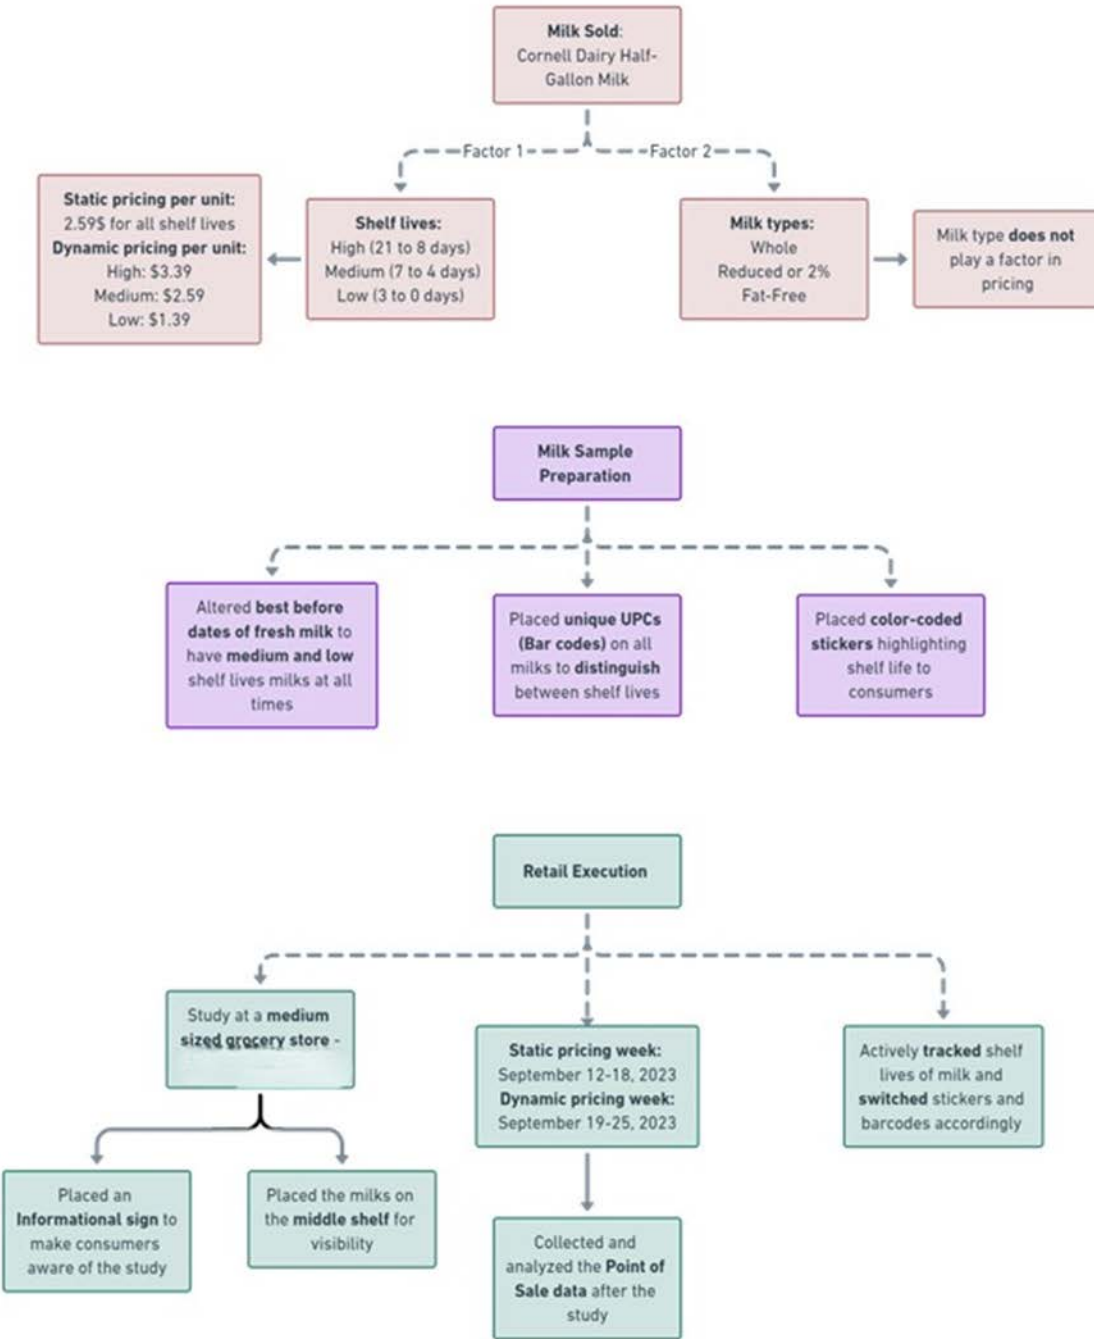 Milk Sold:
Cornell Dairy Half-
Gallon Milk
Factor 1
Factor 2
Static pricing per unit:
2.59$ for all shelf lives
Dynamic pricing per unit:
High: $3.39
Medium: $2.59
Low: $1.39
Shelf lives:
High (21 to 8 days)
Medium (7 to 4 days)
Low (3 to 0 days)
Milk types:
Whole
Reduced or 2%
Fat-Free
Milk type does not
play a factor in
pricing
Milk Sample
Preparation
Altered best before
dates of fresh milk to
have medium and low
shelf lives milks at all
times
Placed unique UPCs
(Bar codes) on all
milks to distinguish
between shelf lives
Placed color-coded
stickers highlighting
shelf life to
consumers
Retail Execution
Study at a medium
sized grocery store -
Static pricing week:
September 12-18, 2023
Dynamic pricing week:
September 19-25, 2023
Actively tracked shelf
lives of milk and
switched stickers and
barcodes accordingly
Placed an
Informational sign to
make consumers
aware of the study
Placed the milks on
the middle shelf for
visibility
Collected and
analyzed the Point of
Sale data after the
study